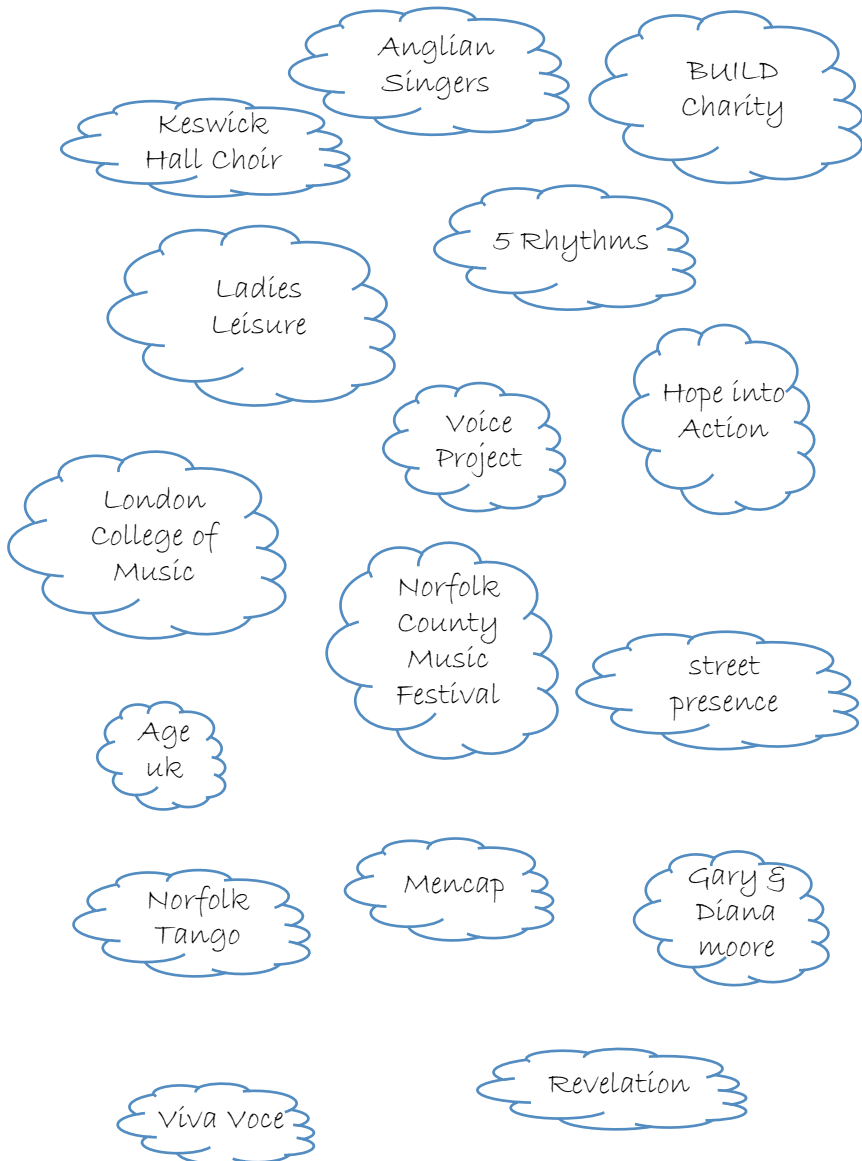 Anglian
Singers
BUILD
Charity
Keswick
Hall Choir
5 Rhythms
Ladies
Leisure
Hope into
Action
Voice
Project
London
College of
Music
Norfolk
County
Music
Festival
street
presence
Age
uk
Mencap
Gary &
Diana
moore
Norfolk
Tango
Revelation
Viva Voce